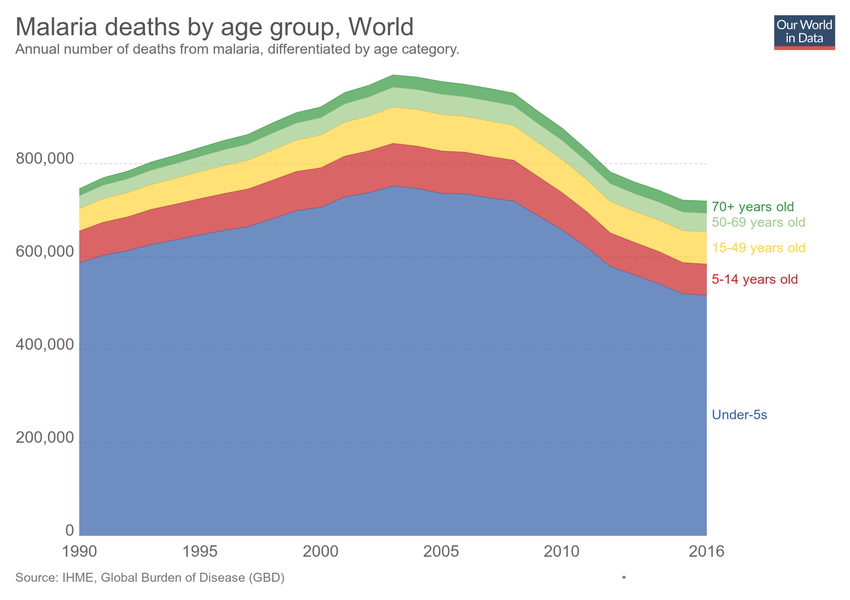 Malaria deaths by age group, World
Annual number of deaths from malaria, differentiated by age category.
Our World
in Data
800,000
600,000
400,000
200,000
0
70+ years old
50-69 years old
15-49 years old
5-14 years old
Under-5s
1990 1995 2000 2005 2010 2016
Source: IHME, Global Burden of Disease (GBD)